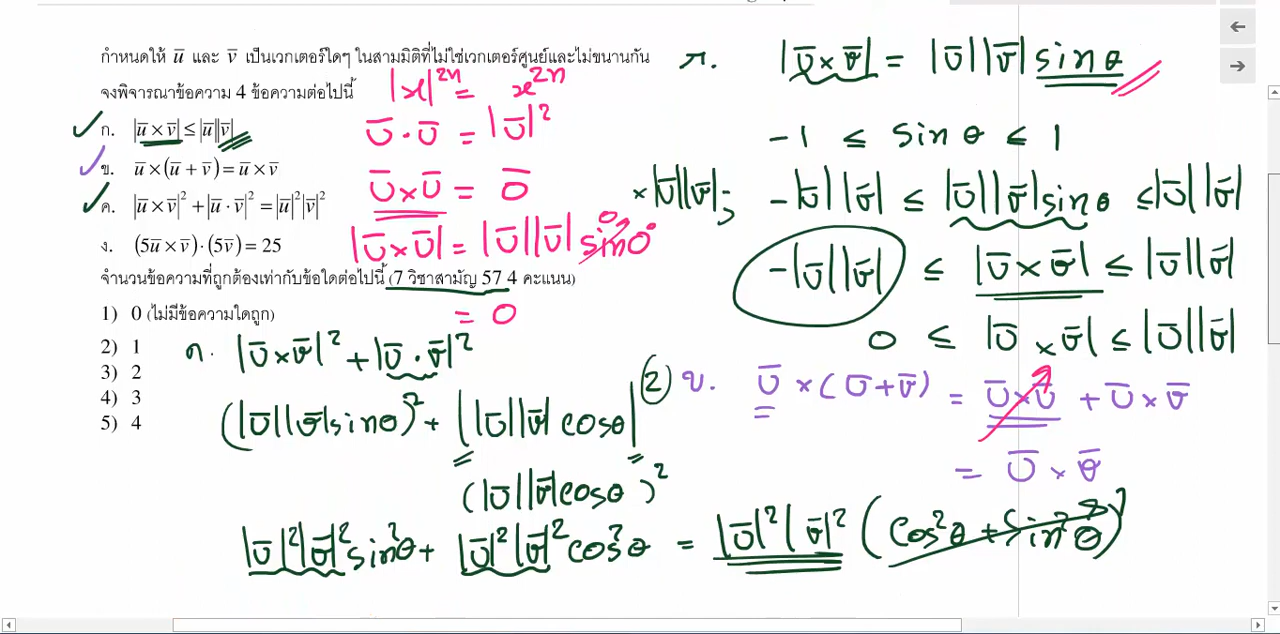 กำหนดให้ ū และ v̄ เป็นเวกเตอร์ใดๆ ในสามมิติที่ไม่ใช่เวกเตอร์ศูนย์และไม่ขนานกัน
จงพิจารณาข้อความ 4 ข้อความต่อไปนี้
ก. |ū × v̄| ≤ |ū||v̄|
ข. ū × (ū + v̄) = ū × v̄
ค. |ū × v̄|² + |ū · v̄|² = |ū|²|v̄|²
ง. (5ū × v̄) · (5v̄) = 25
จำนวนข้อความที่ถูกต้องเท่ากับข้อใดต่อไปนี้ (7 วิชาสามัญ 57 4 คะแนน)
1) 0 (ไม่มีข้อความใดถูก)
2) 1
3) 2
4) 3
5) 4
|x|²ⁿ = x²ⁿ
ū · ū = |ū|²
ū × ū = 0̄
|ū × ū| = |ū||ū| sin 0° 0
= 0
ก. |ū × v̄| = |ū||v̄| sin θ
-1 ≤ sin θ ≤ 1
×|ū||v̄| ; -|ū||v̄| ≤ |ū||v̄| sin θ ≤ |ū||v̄|
-|ū||v̄| ≤ |ū × v̄| ≤ |ū||v̄|
0 ≤ |ū × v̄| ≤ |ū||v̄|
ข. ū × (ū + v̄) = ū × ū + ū × v̄
= ū × v̄
ค. |ū × v̄|² + |ū · v̄|²
(|ū||v̄| sin θ)² + | |ū||v̄| cos θ |②
(|ū||v̄| cos θ)²
|ū|²|v̄|² sin²θ + |ū|²|v̄|² cos²θ = |ū|²|v̄|² (cos²θ + sin²θ)